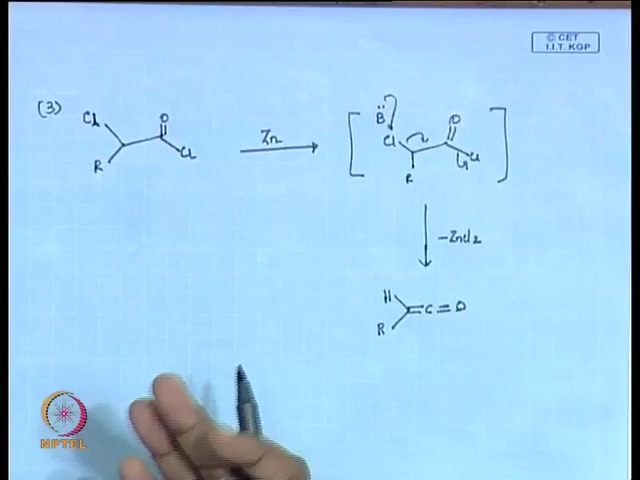 © CET
I.I.T. KGP
(3)
Cl
O
R
Cl
Zn
B̈
Cl
O
R
Cl
-ZnCl2
H
R
C=O
NPTEL